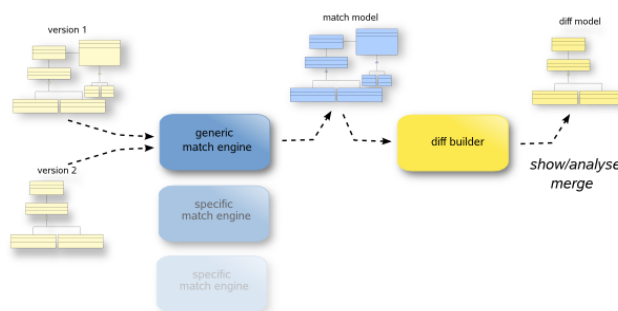 version 1
match model
diff model
generic
match engine
diff builder
version 2
show/analyse
merge
specific
match engine
specific
match engine